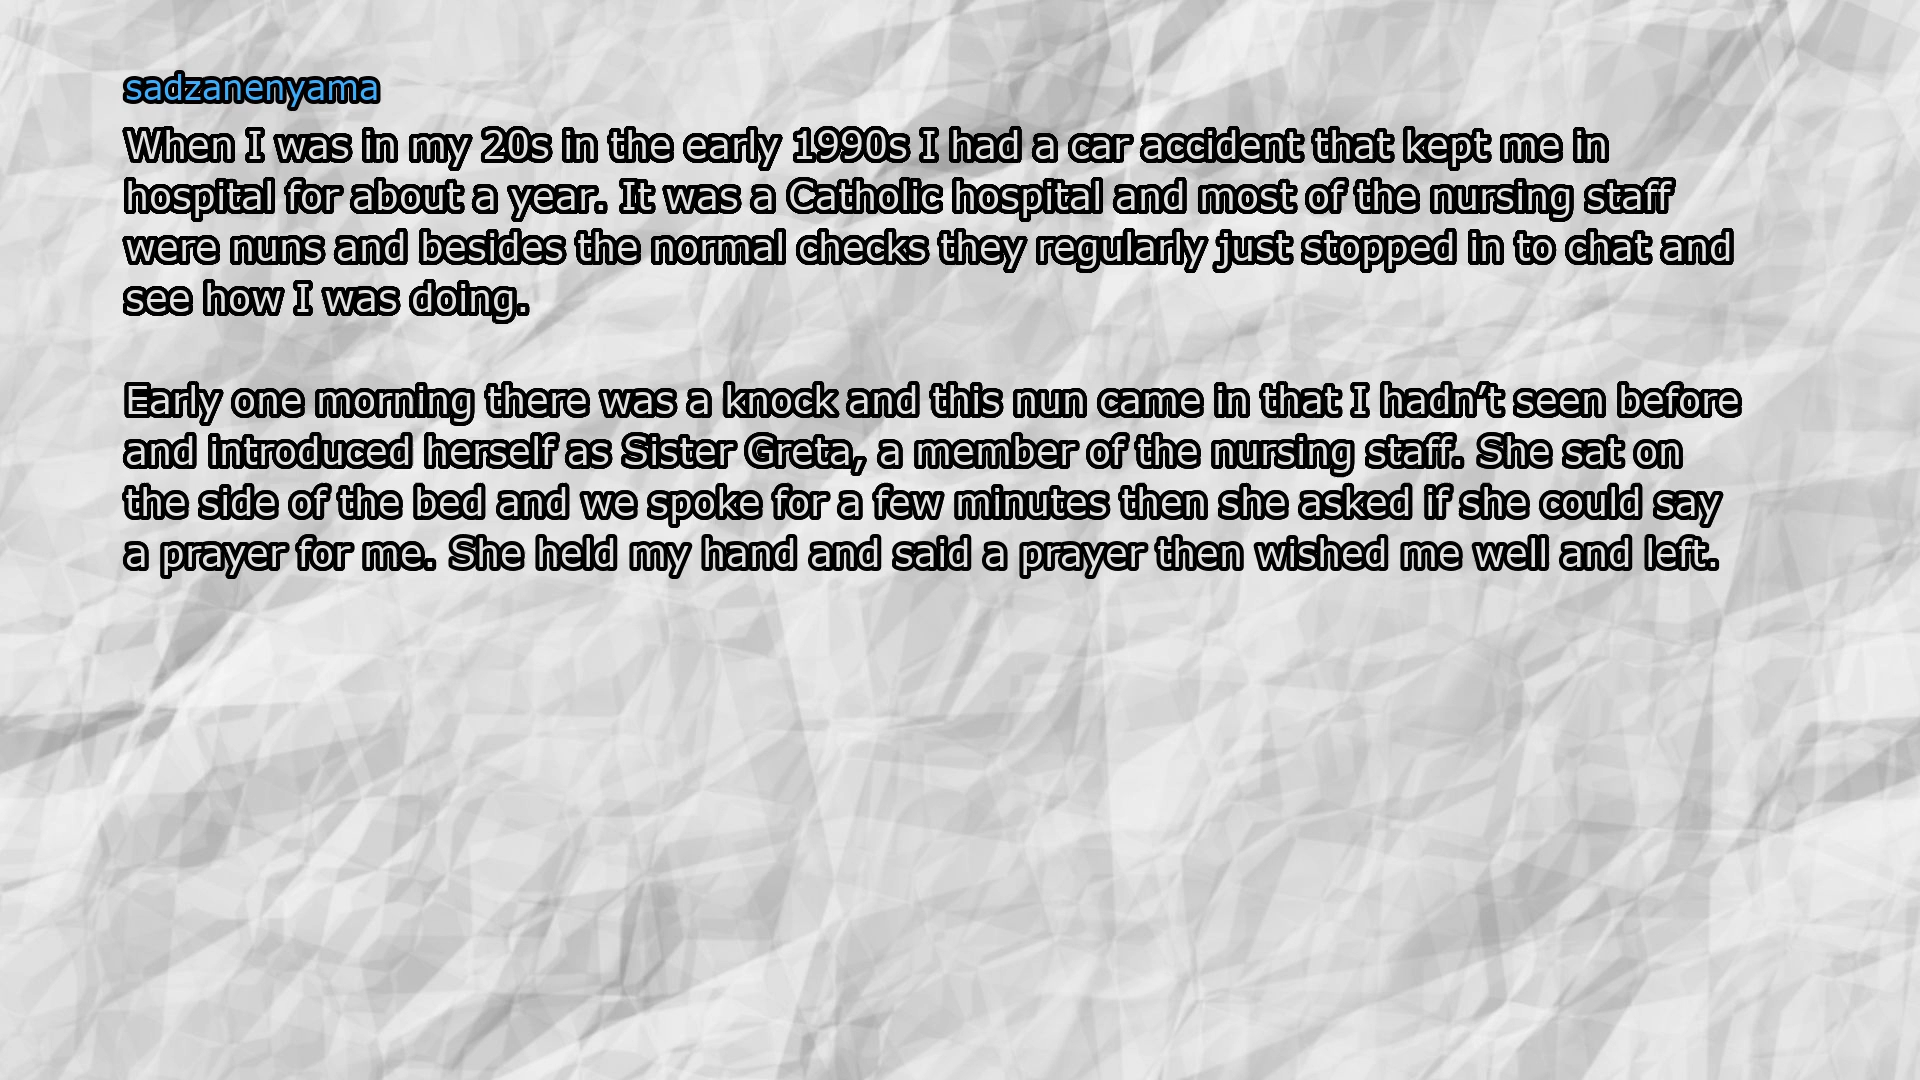 sadzanenyama
When I was in my 20s in the early 1990s I had a car accident that kept me in
hospital for about a year. It was a Catholic hospital and most of the nursing staff
were nuns and besides the normal checks they regularly just stopped in to chat and
see how I was doing.
Early one morning there was a knock and this nun came in that I hadn’t seen before
and introduced herself as Sister Greta, a member of the nursing staff. She sat on
the side of the bed and we spoke for a few minutes then she asked if she could say
a prayer for me. She held my hand and said a prayer then wished me well and left.